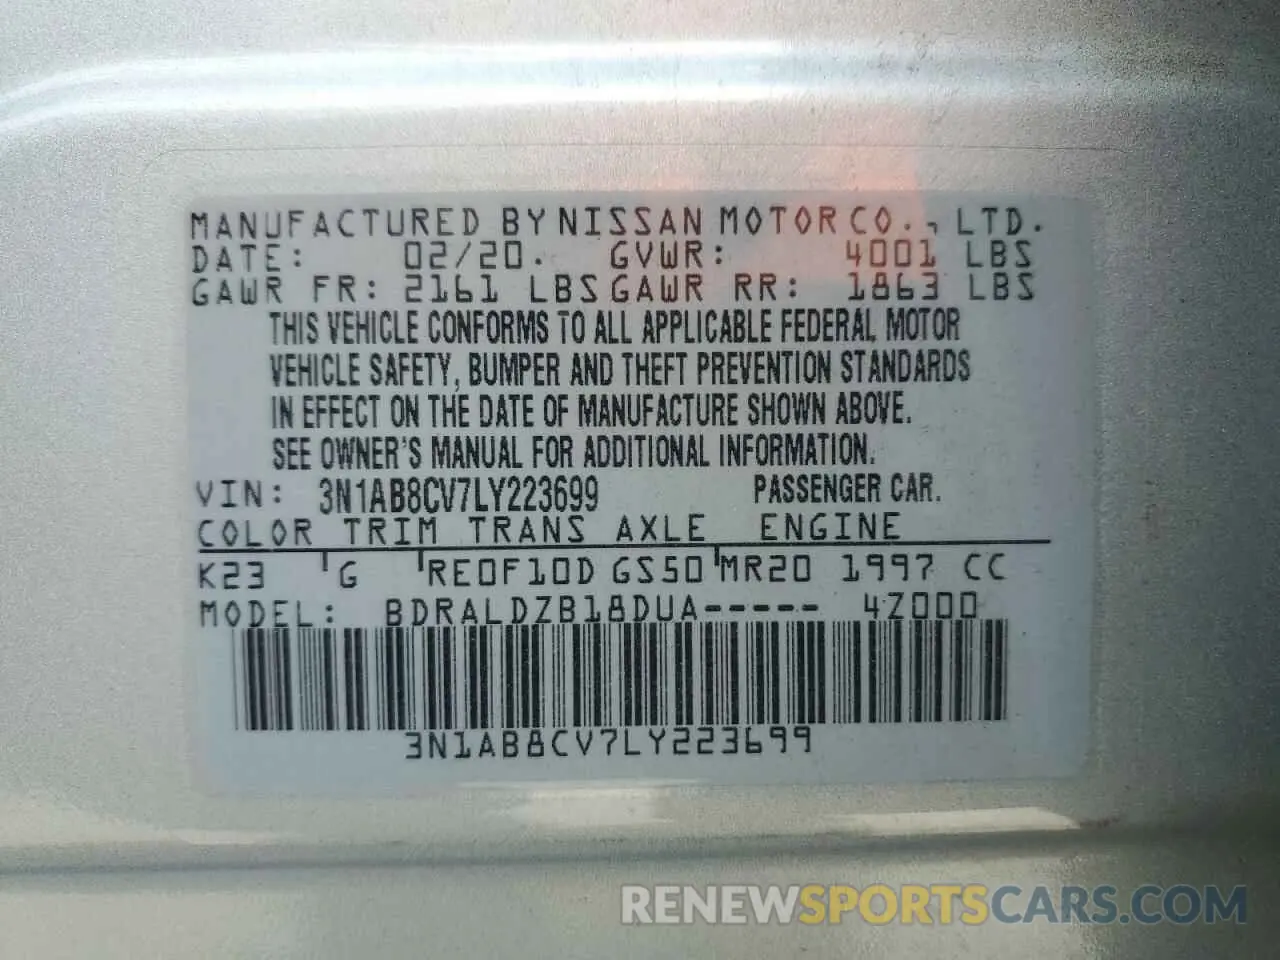 MANUFACTURED BY NISSAN MOTOR CO., LTD.
DATE: 02/20. GVWR: 4001 LBS
GAWR FR: 2161 LBS GAWR RR: 1863 LBS
THIS VEHICLE CONFORMS TO ALL APPLICABLE FEDERAL MOTOR
VEHICLE SAFETY, BUMPER AND THEFT PREVENTION STANDARDS
IN EFFECT ON THE DATE OF MANUFACTURE SHOWN ABOVE.
SEE OWNER'S MANUAL FOR ADDITIONAL INFORMATION.
VIN: 3N1AB8CV7LY223699 PASSENGER CAR.
COLOR TRIM TRANS AXLE ENGINE
K23 G RE0F10D GS50 MR20 1997 CC
MODEL: BDRALDZB18DUA----- 4Z000
3N1AB8CV7LY223699
RENEWSPORTSCARS.COM